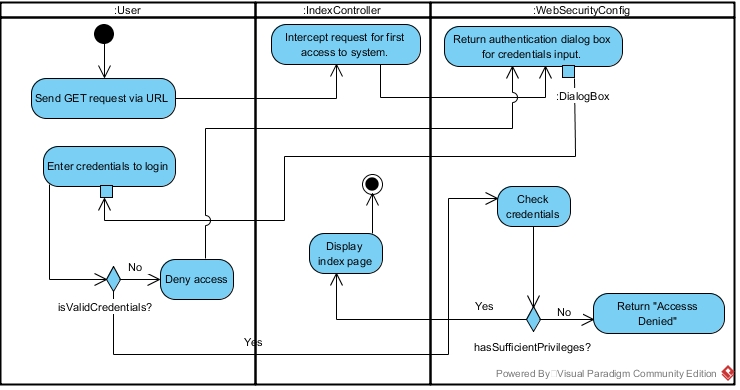 :User
:IndexController
:WebSecurityConfig
Intercept request for first
access to system.
Return authentication dialog box
for credentials input.
Send GET request via URL
:DialogBox
Enter credentials to login
Check
credentials
Display
index page
No
Deny access
isValidCredentials?
Yes
Yes
No
Return "Accesss
Denied"
hasSufficientPrivileges?
Powered By Visual Paradigm Community Edition